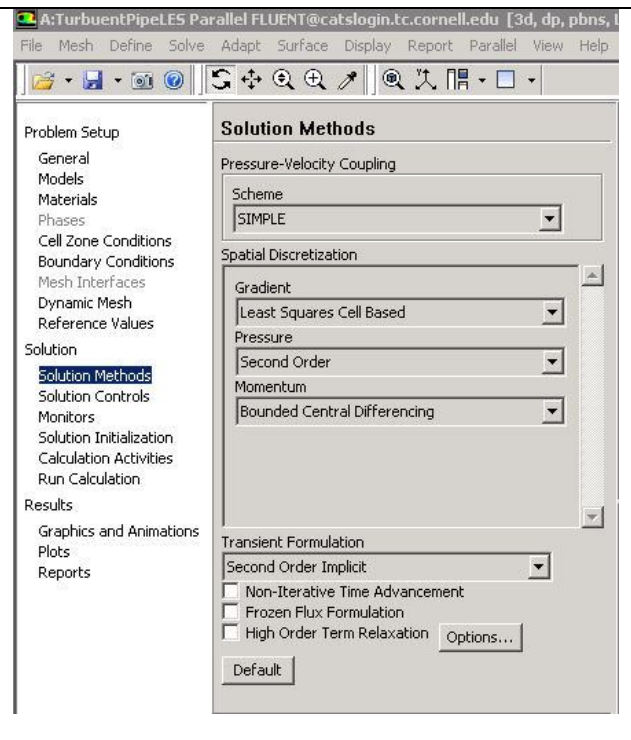 A:TurbuentPipeLES Parallel FLUENT@catslogin.tc.cornell.edu [3d, dp, pbns, L
File Mesh Define Solve Adapt Surface Display Report Parallel View Help
Problem Setup
General
Models
Materials
Phases
Cell Zone Conditions
Boundary Conditions
Mesh Interfaces
Dynamic Mesh
Reference Values
Solution
Solution Methods
Solution Controls
Monitors
Solution Initialization
Calculation Activities
Run Calculation
Results
Graphics and Animations
Plots
Reports
Solution Methods
Pressure-Velocity Coupling
Scheme
SIMPLE
Spatial Discretization
Gradient
Least Squares Cell Based
Pressure
Second Order
Momentum
Bounded Central Differencing
Transient Formulation
Second Order Implicit
Non-Iterative Time Advancement
Frozen Flux Formulation
High Order Term Relaxation Options...
Default